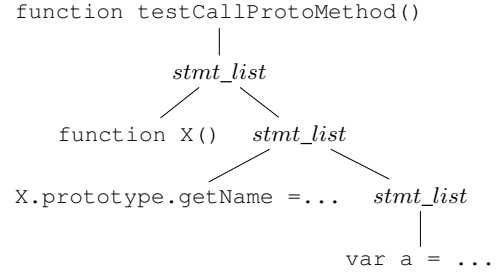 function testCallProtoMethod()
stmt_list
function X() stmt_list
X.prototype.getName =... stmt_list
var a = ...